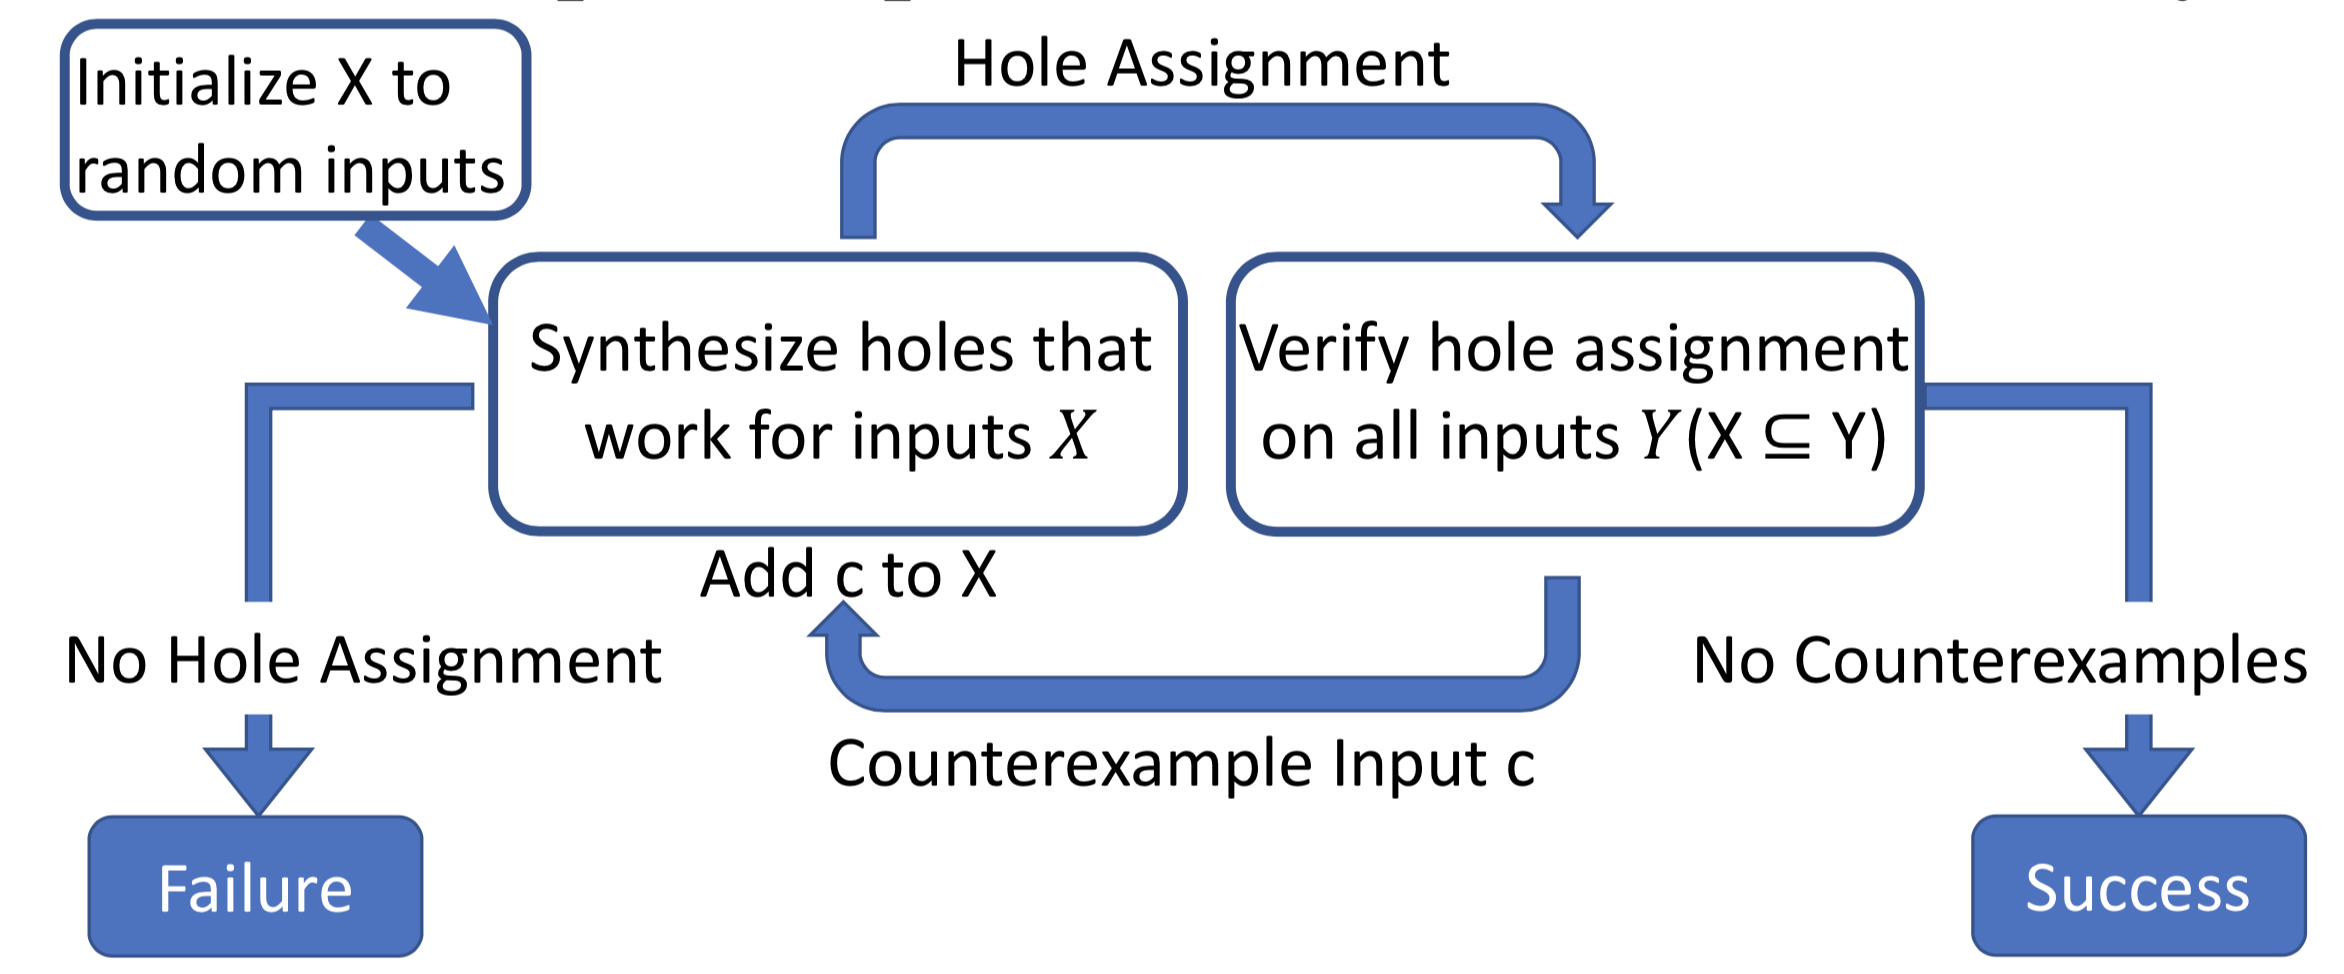 Initialize X to
random inputs
Hole Assignment
Synthesize holes that
work for inputs X
Verify hole assignment
on all inputs Y(X ⊆ Y)
Add c to X
No Hole Assignment
No Counterexamples
Counterexample Input c
Failure
Success